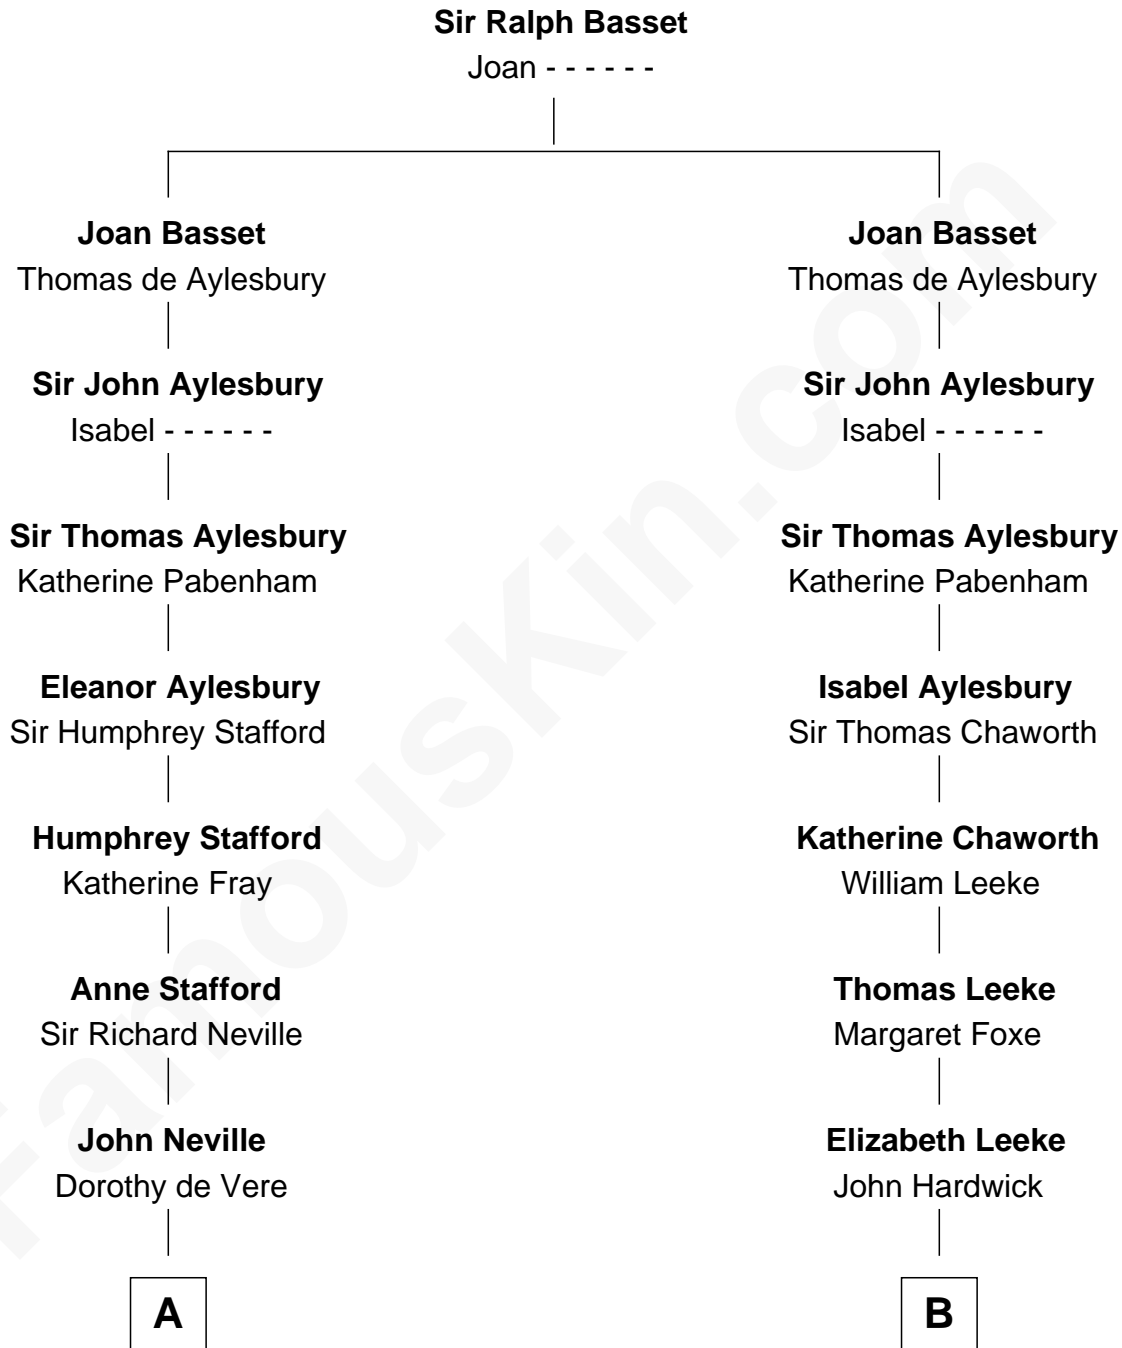 Sir Ralph Basset
Joan - - - - - -
Joan Basset
Thomas de Aylesbury
Joan Basset
Thomas de Aylesbury
Sir John Aylesbury
Isabel - - - - - -
Sir John Aylesbury
Isabel - - - - - -
Sir Thomas Aylesbury
Katherine Pabenham
Sir Thomas Aylesbury
Katherine Pabenham
Eleanor Aylesbury
Sir Humphrey Stafford
Isabel Aylesbury
Sir Thomas Chaworth
Humphrey Stafford
Katherine Fray
Katherine Chaworth
William Leeke
Anne Stafford
Sir Richard Neville
Thomas Leeke
Margaret Foxe
John Neville
Dorothy de Vere
Elizabeth Leeke
John Hardwick
A
B
FamousKin.com